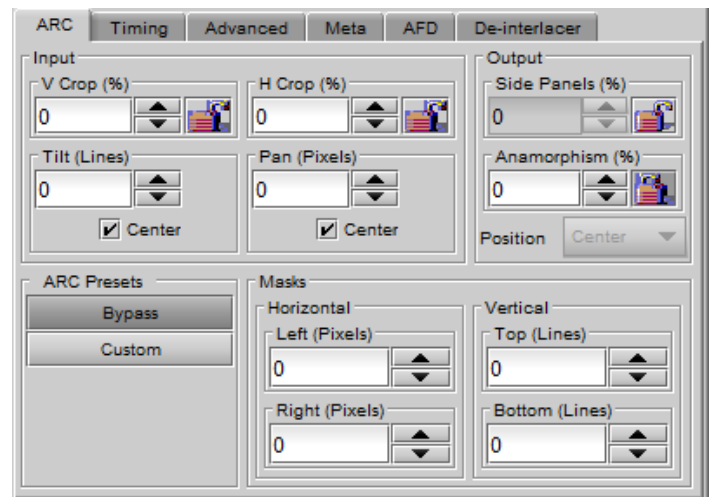 ARC Timing Advanced Meta AFD De-interlacer
Input
V Crop (%)
0
H Crop (%)
0
Tilt (Lines)
0
Center
Pan (Pixels)
0
Center
Output
Side Panels (%)
0
Anamorphism (%)
0
Position Center
ARC Presets
Bypass
Custom
Masks
Horizontal
Left (Pixels)
0
Right (Pixels)
0
Vertical
Top (Lines)
0
Bottom (Lines)
0